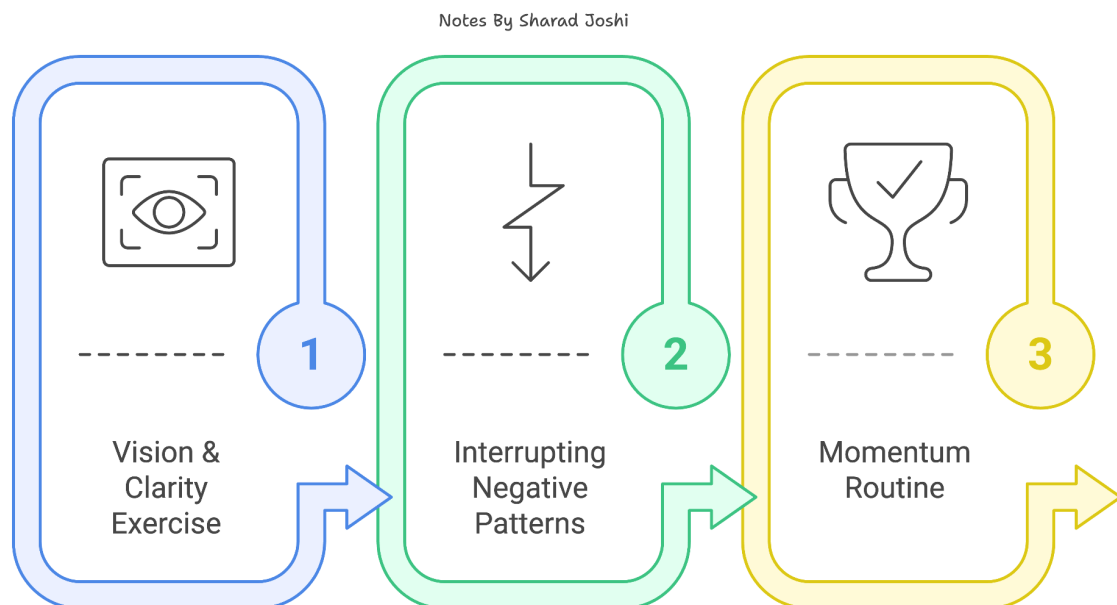 Notes By Sharad Joshi
1
Vision &
Clarity
Exercise
2
Interrupting
Negative
Patterns
3
Momentum
Routine